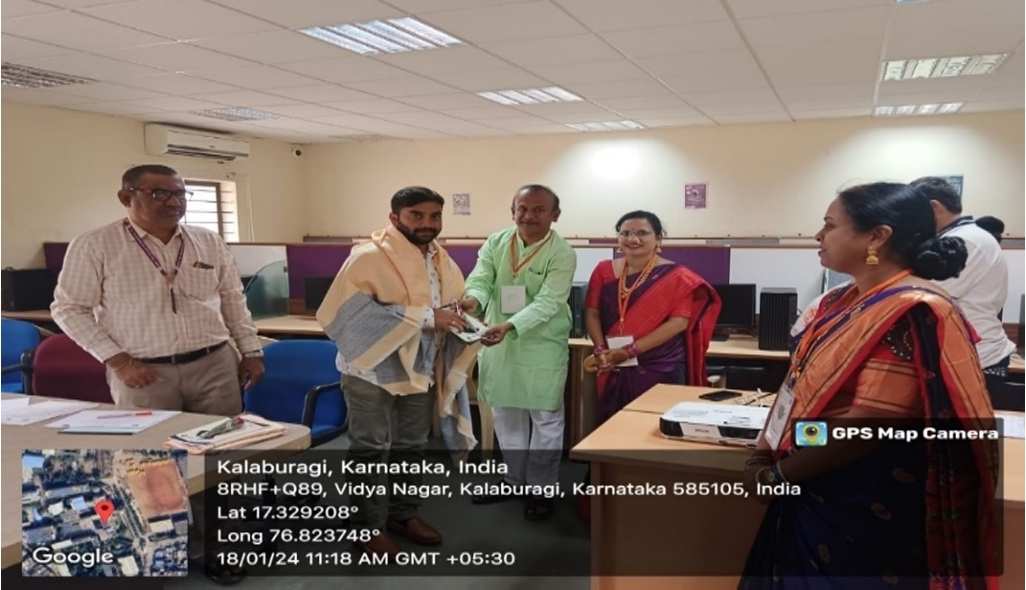 GPS Map Camera
Kalaburagi, Karnataka, India
8RHF+Q89, Vidya Nagar, Kalaburagi, Karnataka 585105, India
Lat 17.329208°
Long 76.823748°
18/01/24 11:18 AM GMT +05:30
Google